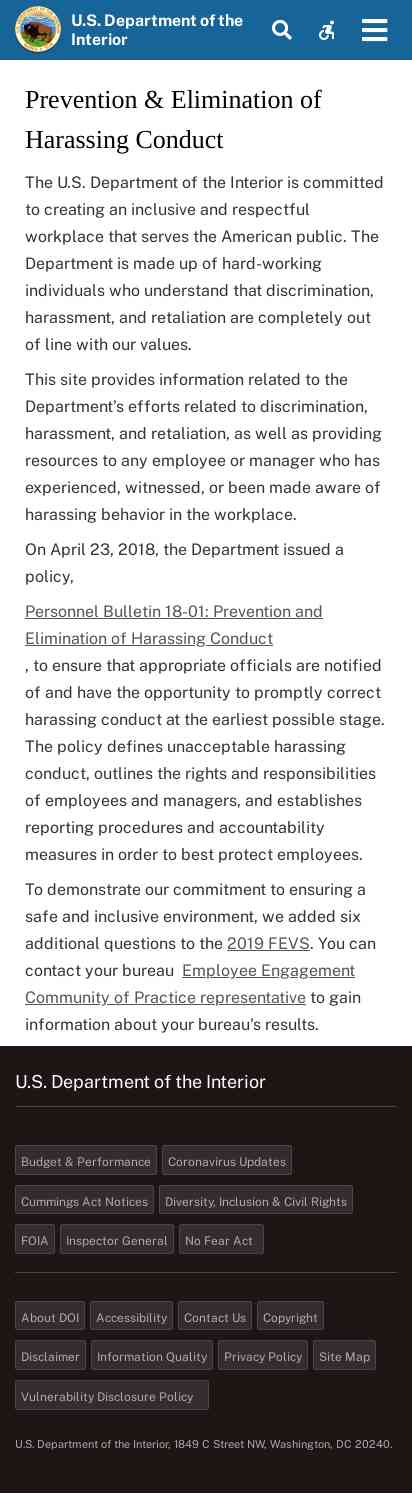 U.S. Department of the
Interior
Prevention & Elimination of
Harassing Conduct
The U.S. Department of the Interior is committed
to creating an inclusive and respectful
workplace that serves the American public. The
Department is made up of hard-working
individuals who understand that discrimination,
harassment, and retaliation are completely out
of line with our values.
This site provides information related to the
Department's efforts related to discrimination,
harassment, and retaliation, as well as providing
resources to any employee or manager who has
experienced, witnessed, or been made aware of
harassing behavior in the workplace.
On April 23, 2018, the Department issued a
policy,
Personnel Bulletin 18-01: Prevention and
Elimination of Harassing Conduct
, to ensure that appropriate officials are notified
of and have the opportunity to promptly correct
harassing conduct at the earliest possible stage.
The policy defines unacceptable harassing
conduct, outlines the rights and responsibilities
of employees and managers, and establishes
reporting procedures and accountability
measures in order to best protect employees.
To demonstrate our commitment to ensuring a
safe and inclusive environment, we added six
additional questions to the 2019 FEVS. You can
contact your bureau Employee Engagement
Community of Practice representative to gain
information about your bureau's results.
U.S. Department of the Interior
Budget & Performance Coronavirus Updates
Cummings Act Notices Diversity, Inclusion & Civil Rights
FOIA Inspector General No Fear Act
About DOI Accessibility Contact Us Copyright
Disclaimer Information Quality Privacy Policy Site Map
Vulnerability Disclosure Policy
U.S. Department of the Interior, 1849 C Street NW, Washington, DC 20240.